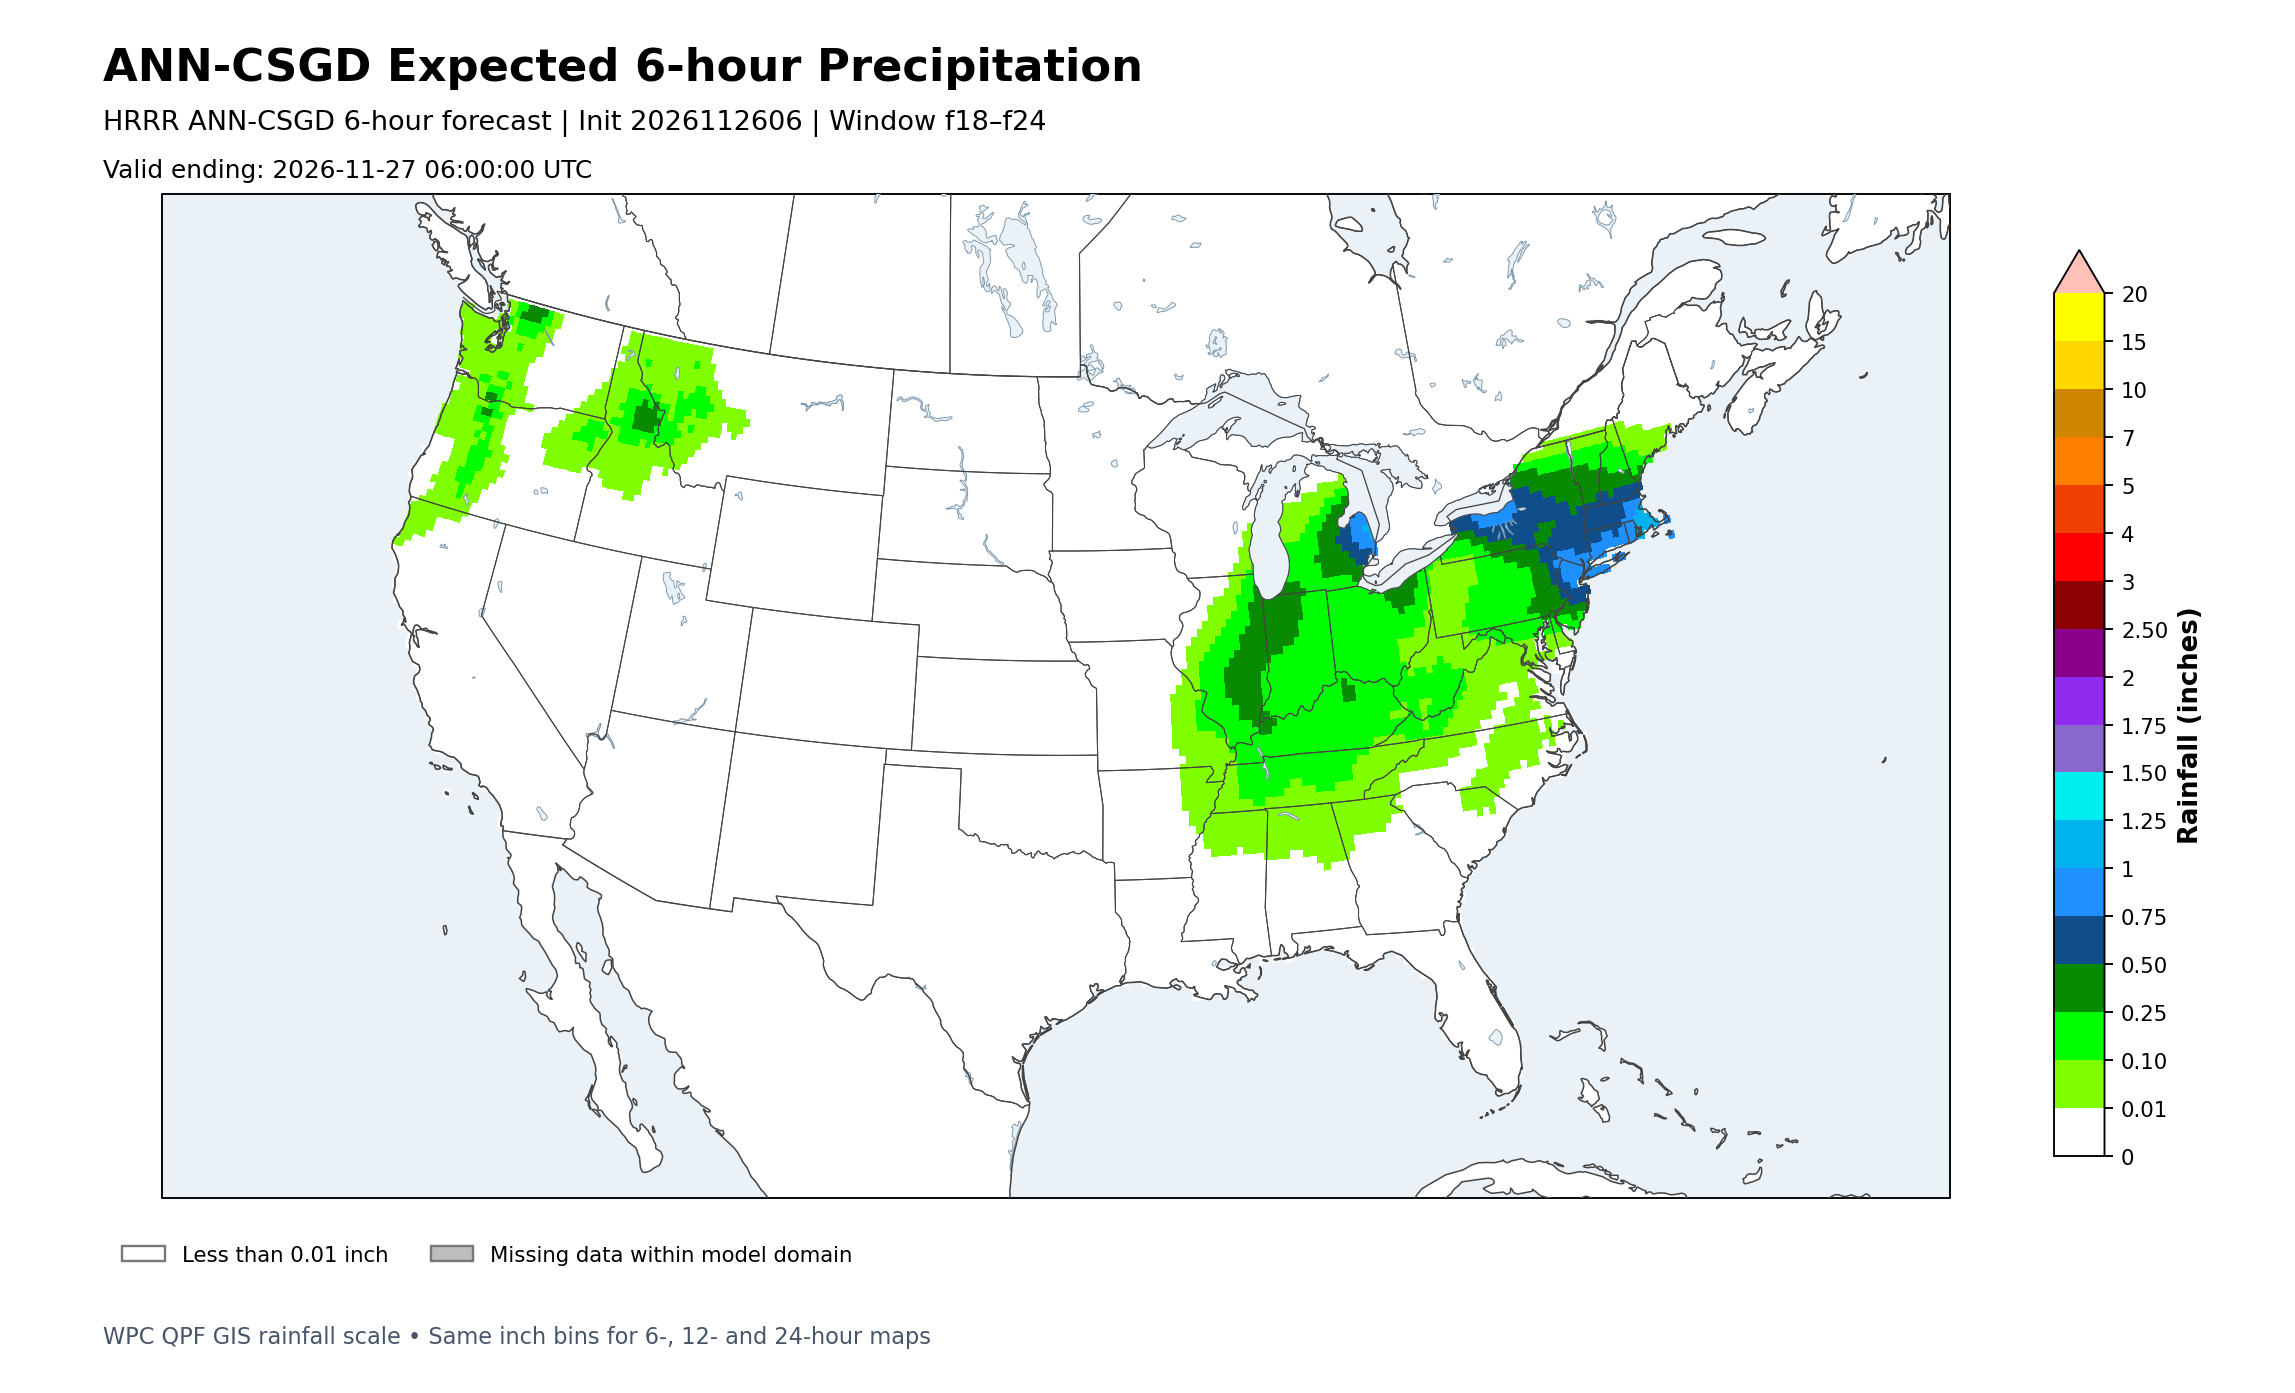 ANN-CSGD Expected 6-hour Precipitation
HRRR ANN-CSGD 6-hour forecast | Init 2026112606 | Window f18–f24
Valid ending: 2026-11-27 06:00:00 UTC
20
15
10
7
5
4
3
2.50
2
1.75
1.50
1.25
1
0.75
0.50
0.25
0.10
0.01
0
Rainfall (inches)
Less than 0.01 inch
Missing data within model domain
WPC QPF GIS rainfall scale • Same inch bins for 6-, 12- and 24-hour maps